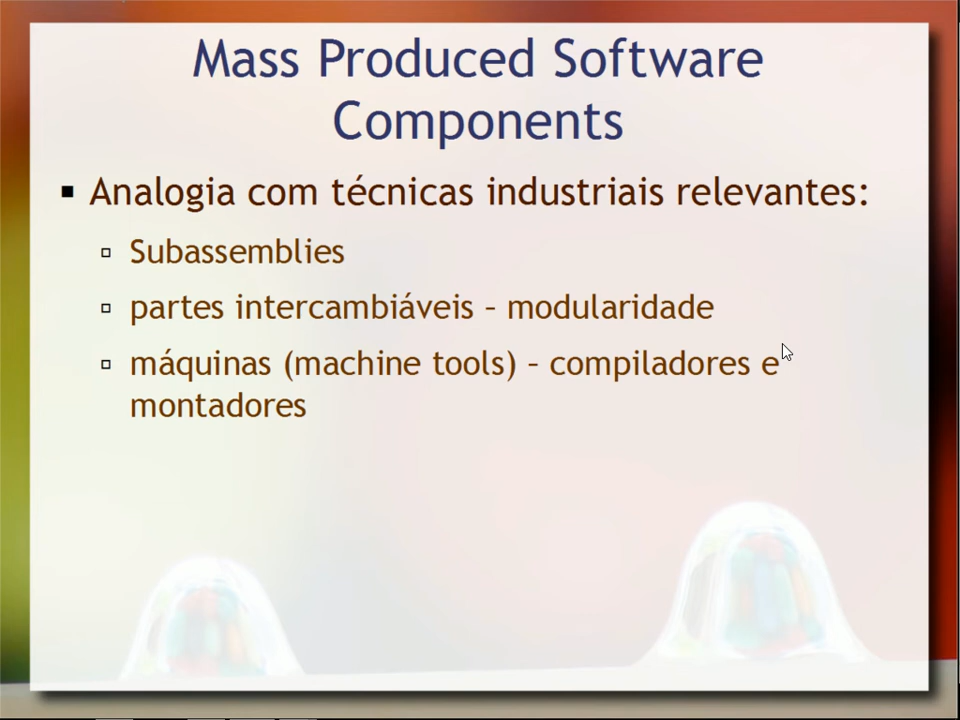 Mass Produced Software
Components
Analogia com técnicas industriais relevantes:
Subassemblies
partes intercambiáveis – modularidade
máquinas (machine tools) – compiladores e
montadores